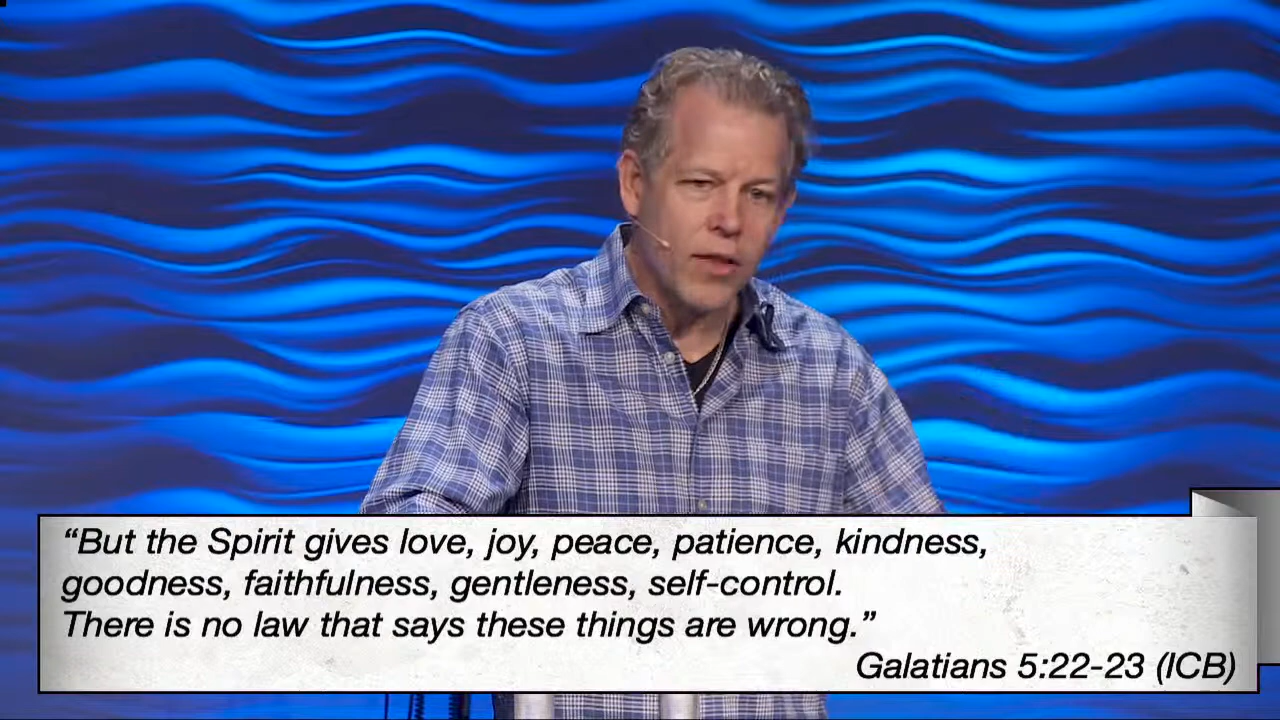 “But the Spirit gives love, joy, peace, patience, kindness,
goodness, faithfulness, gentleness, self-control.
There is no law that says these things are wrong.”
Galatians 5:22-23 (ICB)